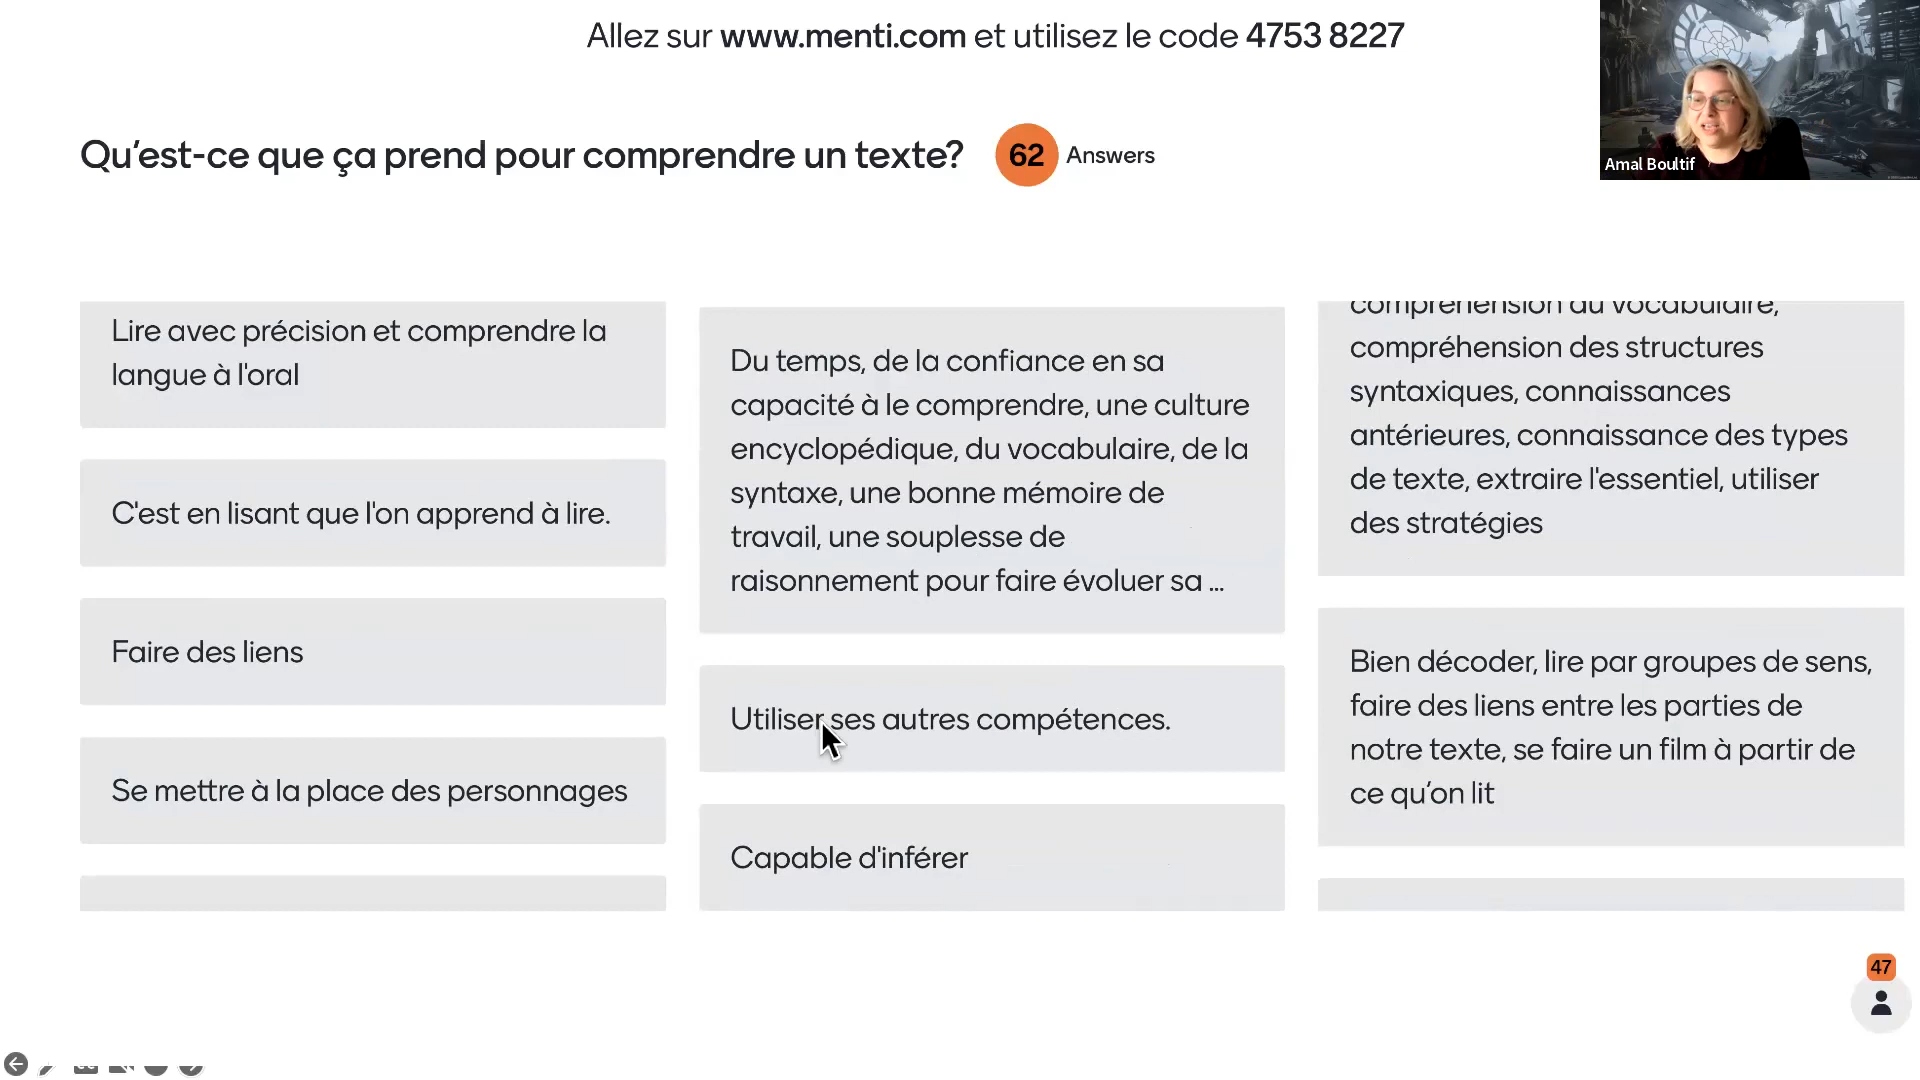 Allez sur www.menti.com et utilisez le code 4753 8227
Amal Boultif
Qu’est-ce que ça prend pour comprendre un texte?
62 Answers
Lire avec précision et comprendre la
langue à l'oral
C'est en lisant que l'on apprend à lire.
Faire des liens
Se mettre à la place des personnages
Du temps, de la confiance en sa
capacité à le comprendre, une culture
encyclopédique, du vocabulaire, de la
syntaxe, une bonne mémoire de
travail, une souplesse de
raisonnement pour faire évoluer sa ...
Utiliser ses autres compétences.
Capable d'inférer
compréhension du vocabulaire,
compréhension des structures
syntaxiques, connaissances
antérieures, connaissance des types
de texte, extraire l'essentiel, utiliser
des stratégies
Bien décoder, lire par groupes de sens,
faire des liens entre les parties de
notre texte, se faire un film à partir de
ce qu’on lit
47